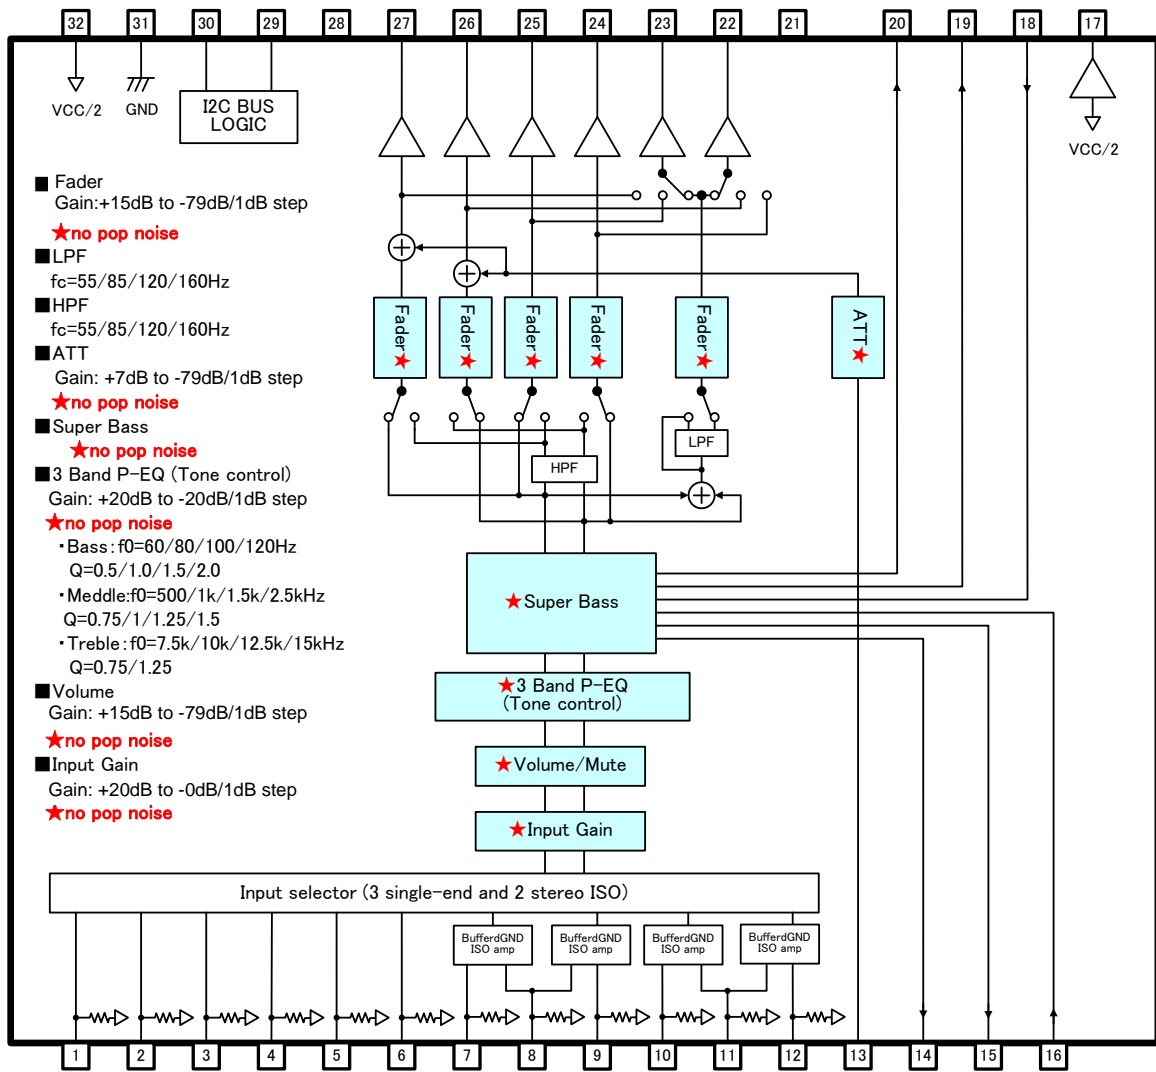 32 31 30 29 28 27 26 25 24 23 22 21 20 19 18 17
VCC/2
GND
I2C BUS
LOGIC
VCC/2
■ Fader
Gain:+15dB to -79dB/1dB step
★no pop noise
■LPF
fc=55/85/120/160Hz
■HPF
fc=55/85/120/160Hz
■ATT
Gain: +7dB to -79dB/1dB step
★no pop noise
■Super Bass
★no pop noise
■3 Band P-EQ (Tone control)
Gain: +20dB to -20dB/1dB step
★no pop noise
・Bass:f0=60/80/100/120Hz
Q=0.5/1.0/1.5/2.0
・Meddle:f0=500/1k/1.5k/2.5kHz
Q=0.75/1/1.25/1.5
・Treble:f0=7.5k/10k/12.5k/15kHz
Q=0.75/1.25
■Volume
Gain: +15dB to -79dB/1dB step
★no pop noise
■Input Gain
Gain: +20dB to -0dB/1dB step
★no pop noise
Fader★
Fader★
Fader★
Fader★
Fader★
ATT★
HPF
LPF
★Super Bass
★3 Band P-EQ
(Tone control)
★Volume/Mute
★Input Gain
Input selector (3 single-end and 2 stereo ISO)
BufferdGND
ISO amp
BufferdGND
ISO amp
BufferdGND
ISO amp
BufferdGND
ISO amp
1 2 3 4 5 6 7 8 9 10 11 12 13 14 15 16